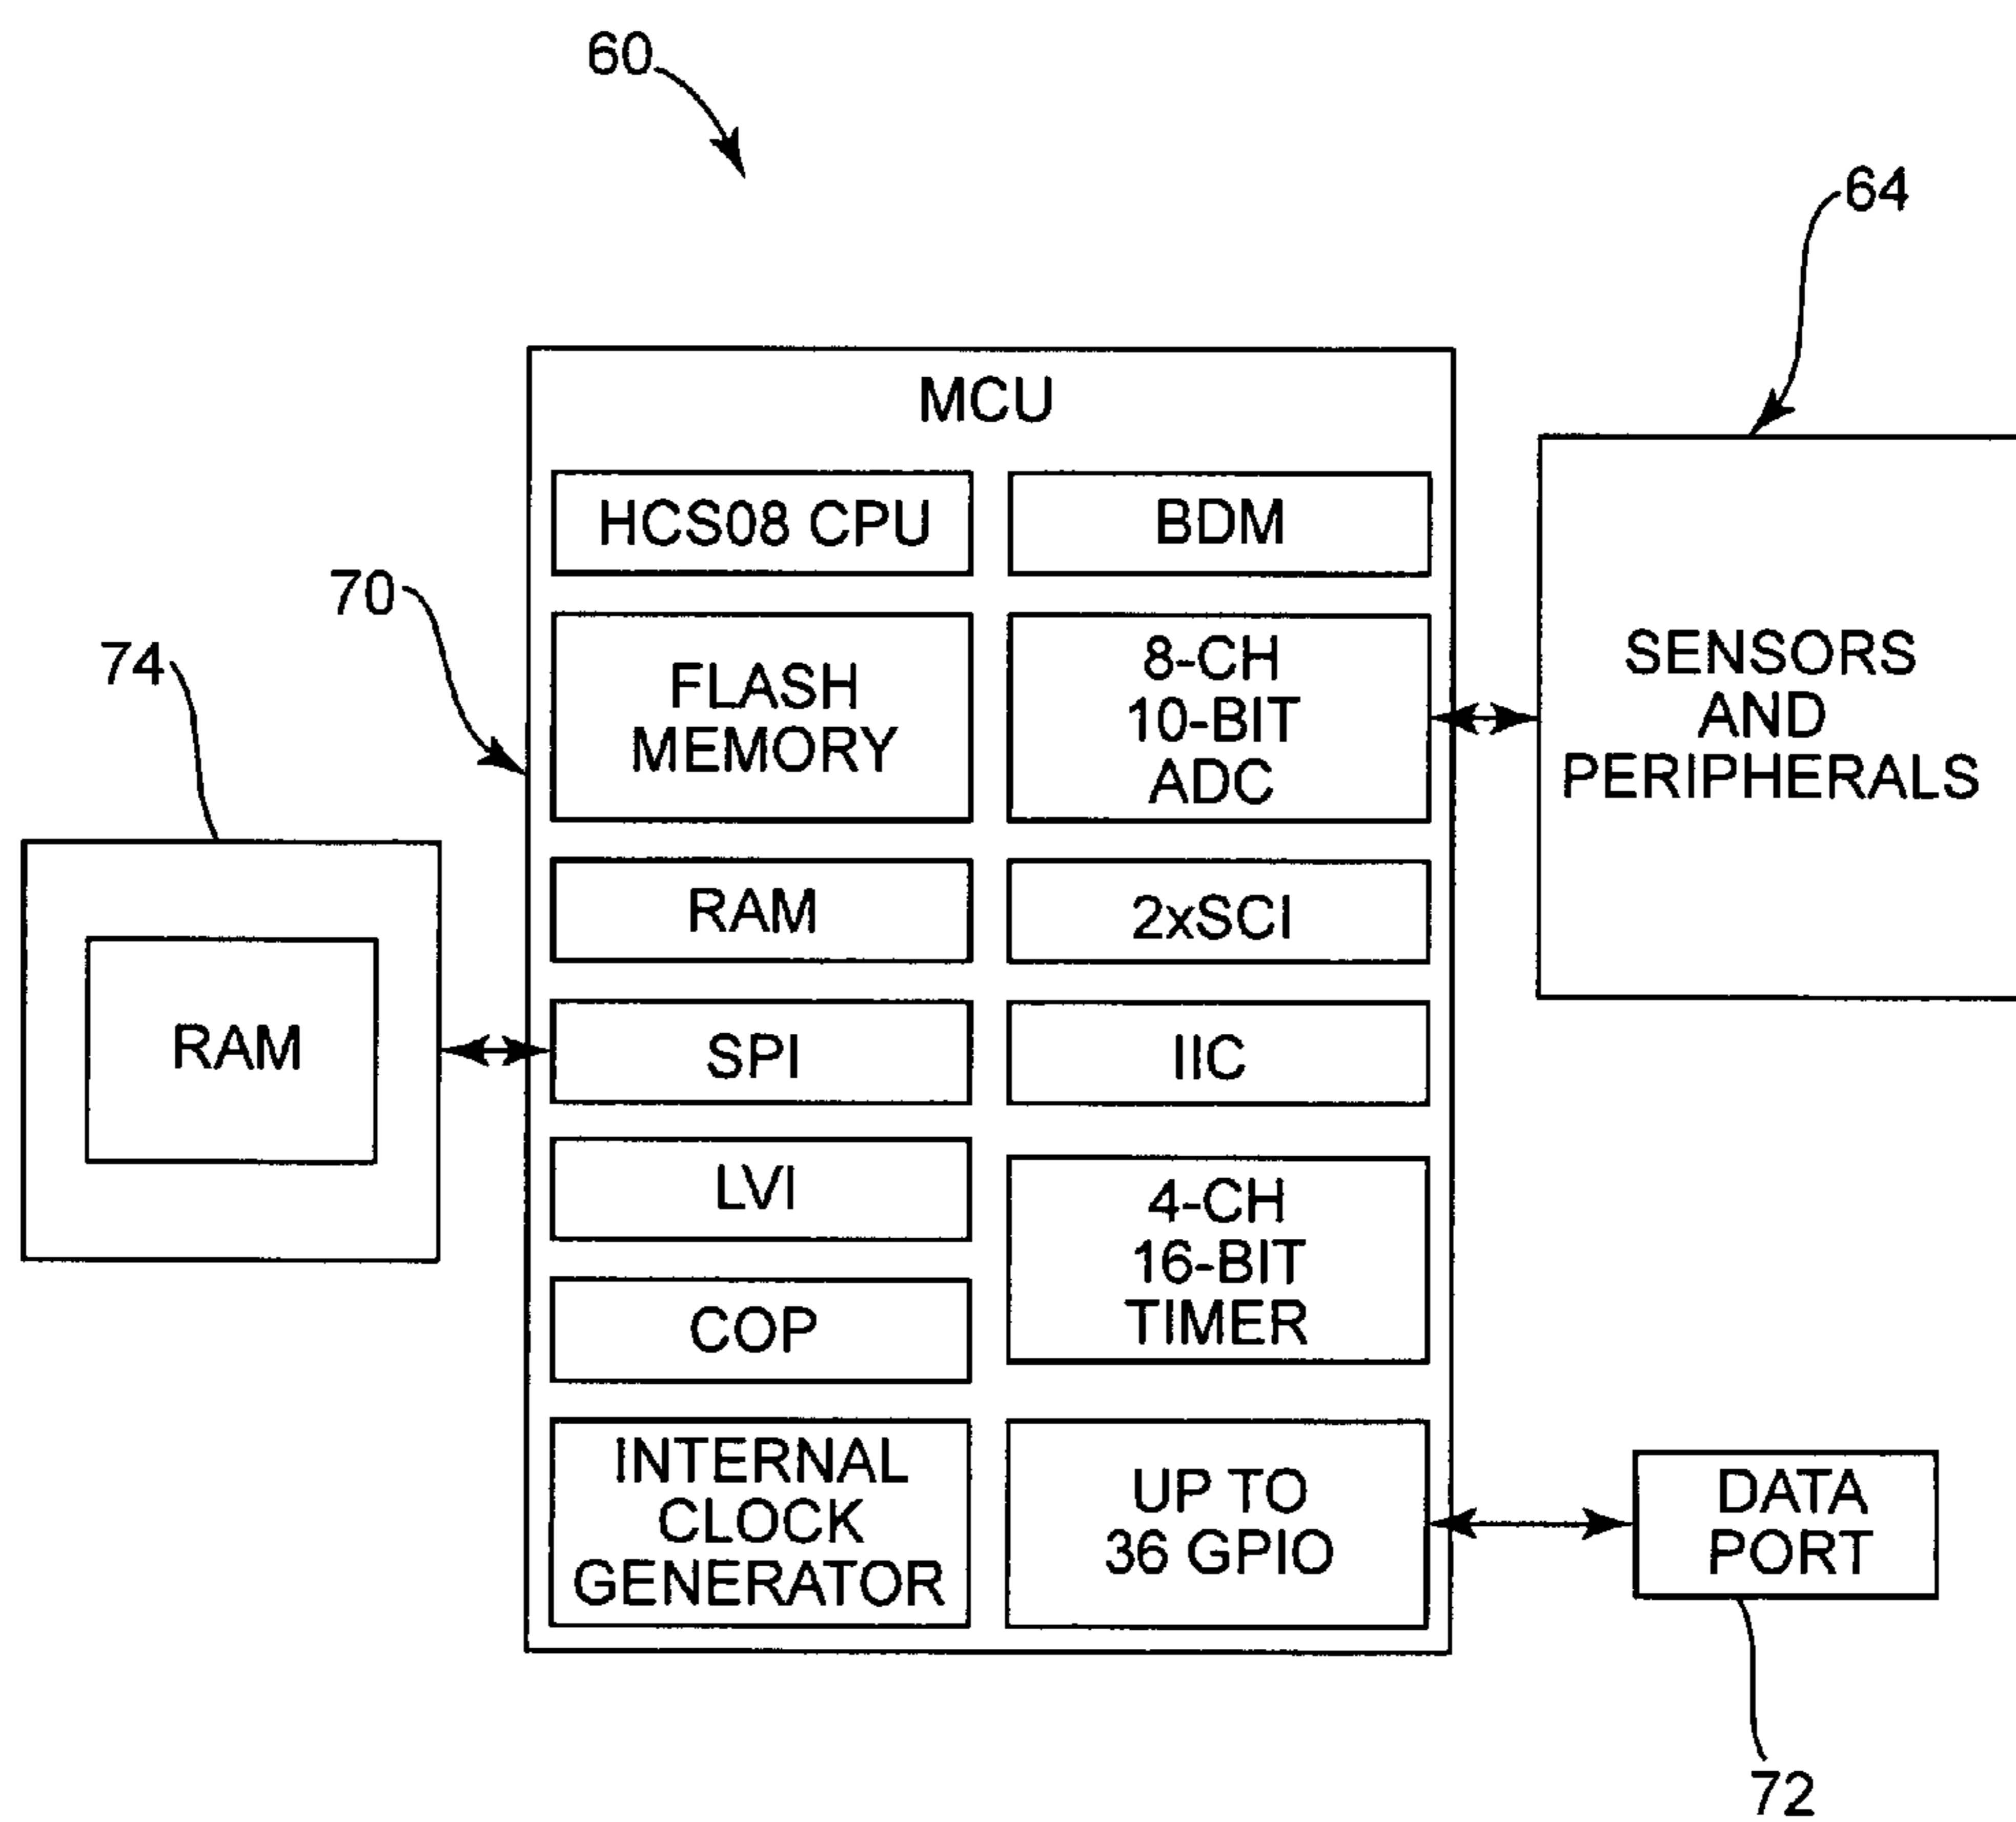 60
64
MCU
HCS08 CPU
BDM
70
74
FLASH
MEMORY
8-CH
10-BIT
ADC
SENSORS
AND
PERIPHERALS
RAM
2xSCI
RAM
SPI
IIC
LVI
4-CH
16-BIT
TIMER
COP
INTERNAL
CLOCK
GENERATOR
UP TO
36 GPIO
DATA
PORT
72